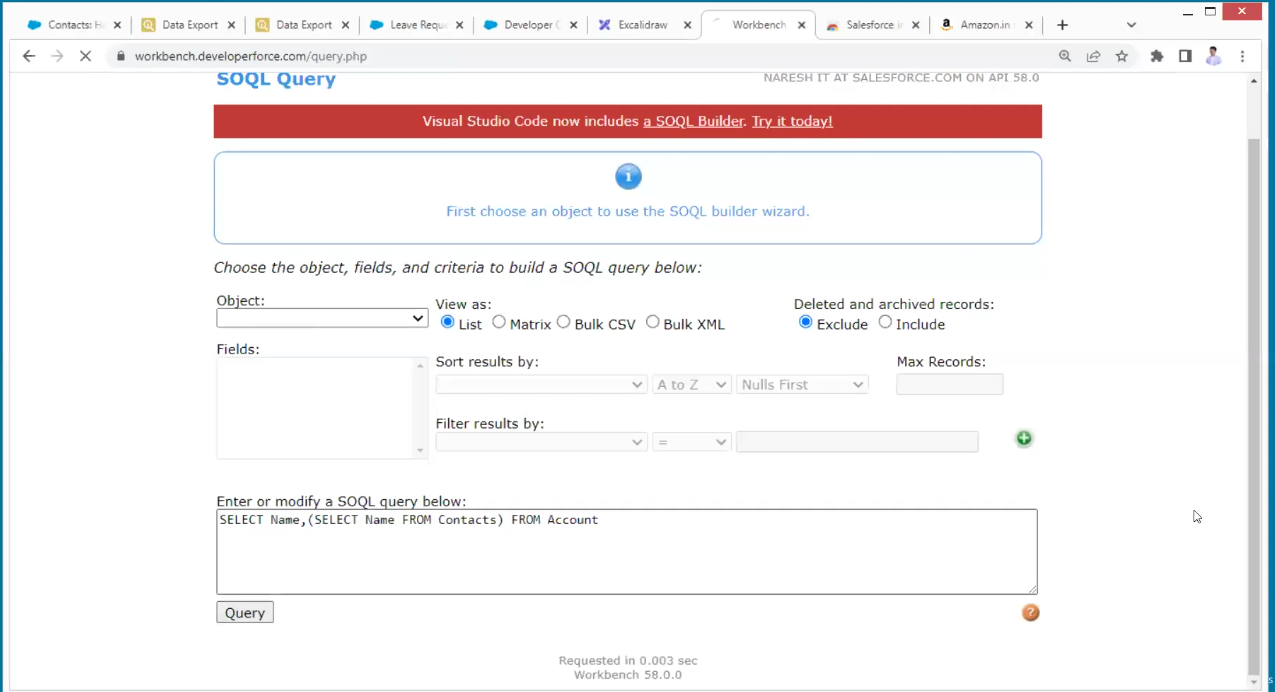 Contacts: H
Data Export
Data Export
Leave Requ
Developer C
Excalidraw
Workbench
Salesforce.i
Amazon.in
workbench.developerforce.com/query.php
SOQL Query
NARESH IT AT SALESFORCE.COM ON API 58.0
Visual Studio Code now includes a SOQL Builder. Try it today!
First choose an object to use the SOQL builder wizard.
Choose the object, fields, and criteria to build a SOQL query below:
Object:
View as:
Deleted and archived records:
List Matrix Bulk CSV Bulk XML
Exclude Include
Fields:
Sort results by:
Max Records:
A to Z
Nulls First
Filter results by:
=
Enter or modify a SOQL query below:
SELECT Name,(SELECT Name FROM Contacts) FROM Account
Query
Requested in 0.003 sec
Workbench 58.0.0